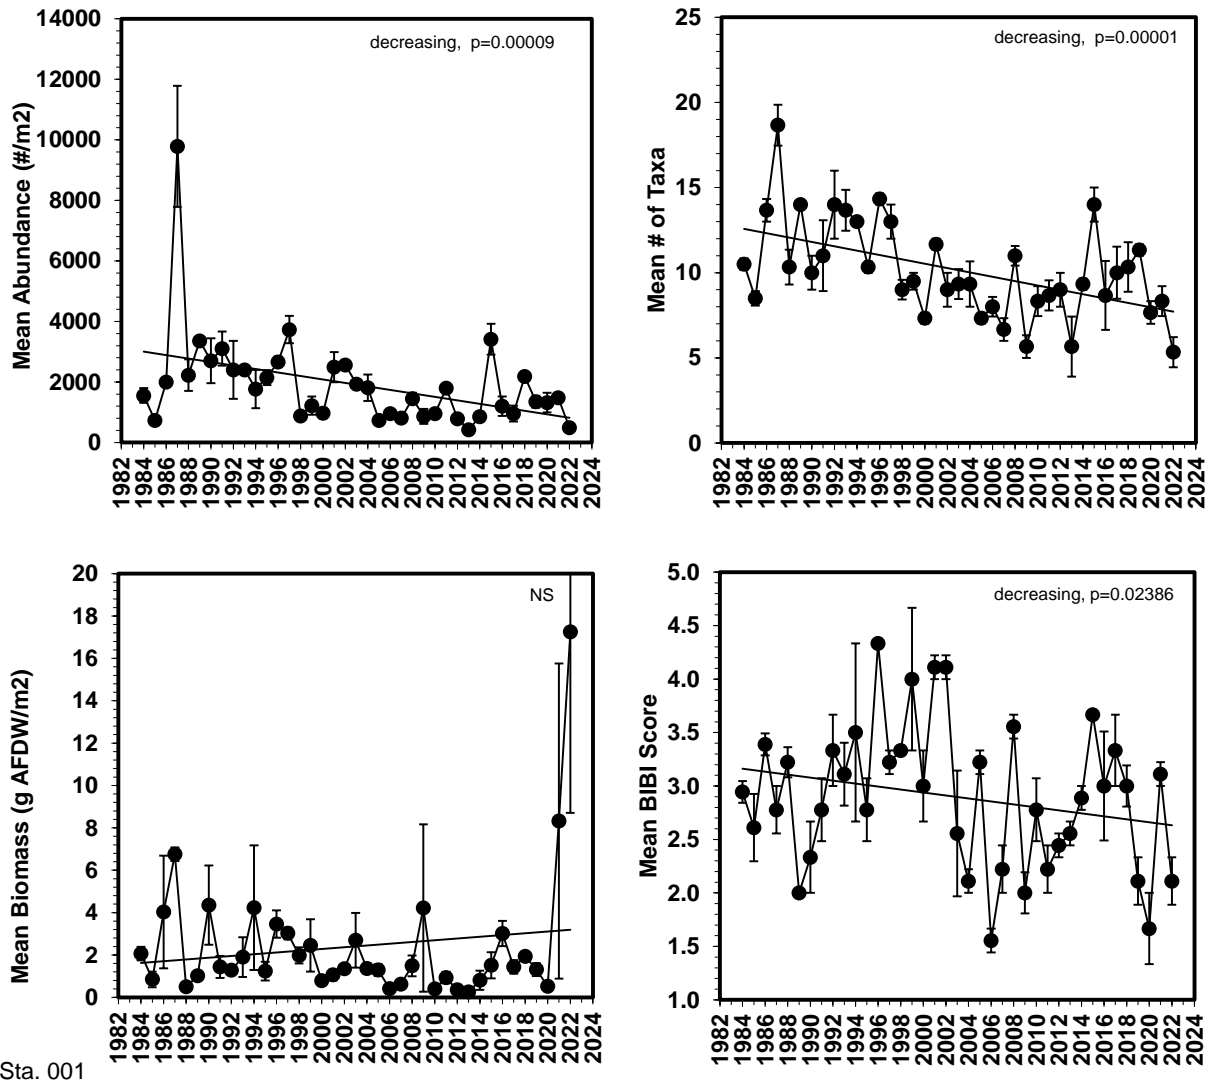 14000
12000
10000
8000
6000
4000
2000
0
Mean Abundance (#/m2)
decreasing,  p=0.00009
1982 1984 1986 1988 1990 1992 1994 1996 1998 2000 2002 2004 2006 2008 2010 2012 2014 2016 2018 2020 2022 2024
25
20
15
10
5
0
Mean # of Taxa
decreasing,  p=0.00001
1982 1984 1986 1988 1990 1992 1994 1996 1998 2000 2002 2004 2006 2008 2010 2012 2014 2016 2018 2020 2022 2024
20
18
16
14
12
10
8
6
4
2
0
Mean Biomass (g AFDW/m2)
NS
1982 1984 1986 1988 1990 1992 1994 1996 1998 2000 2002 2004 2006 2008 2010 2012 2014 2016 2018 2020 2022 2024
5.0
4.5
4.0
3.5
3.0
2.5
2.0
1.5
1.0
Mean BIBI Score
decreasing, p=0.02386
1982 1984 1986 1988 1990 1992 1994 1996 1998 2000 2002 2004 2006 2008 2010 2012 2014 2016 2018 2020 2022 2024
Sta. 001